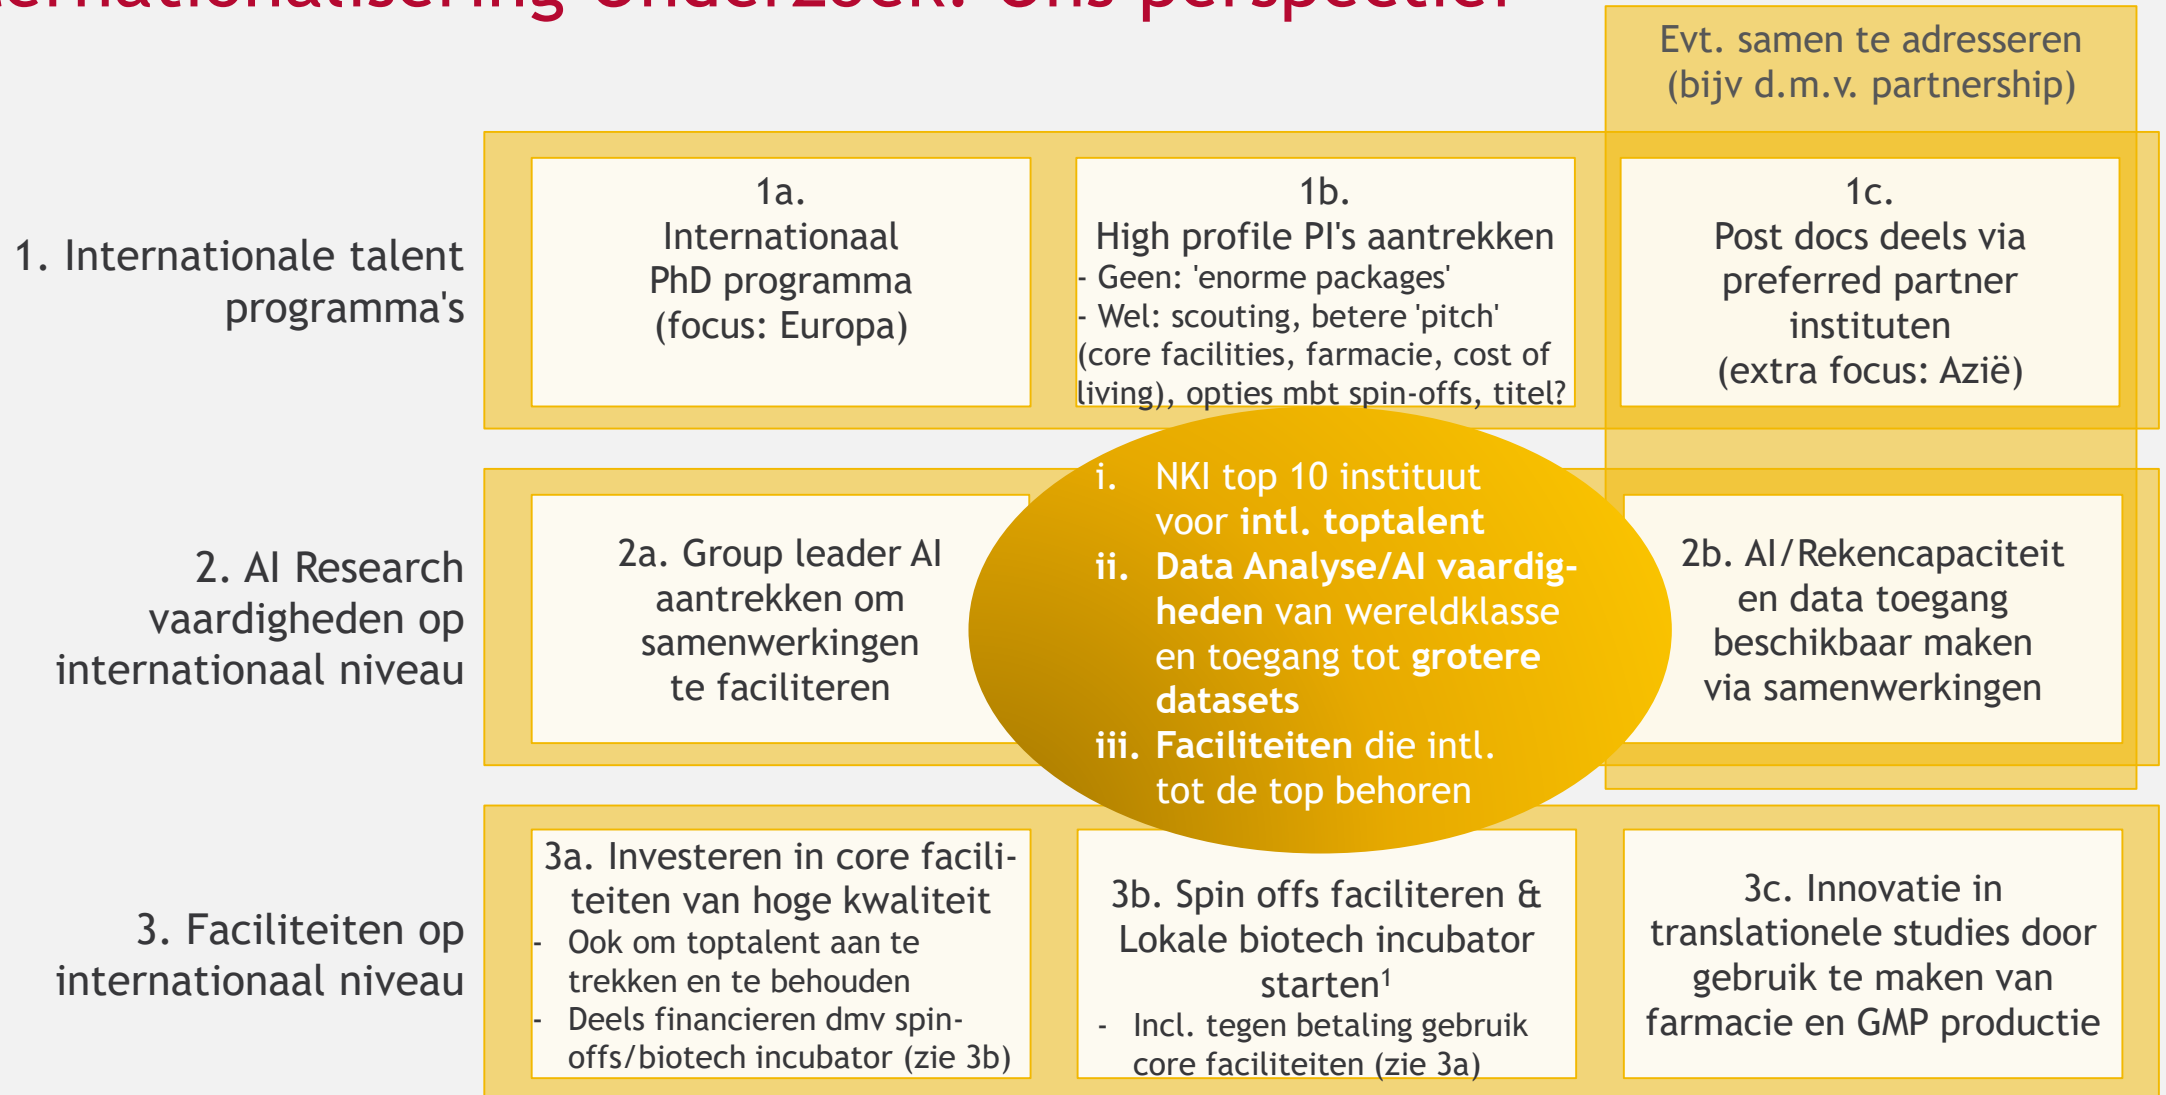 ernationalisering Onderzoek: Ons perspectief
Evt. samen te adresseren
(bijv d.m.v. partnership)
1. Internationale talent
programma's
1a.
Internationaal
PhD programma
(focus: Europa)
1b.
High profile PI's aantrekken
- Geen: 'enorme packages'
- Wel: scouting, betere 'pitch'
(core facilities, farmacie, cost of
living), opties mbt spin-offs, titel?
1c.
Post docs deels via
preferred partner
instituten
(extra focus: Azië)
2. AI Research
vaardigheden op
internationaal niveau
2a. Group leader AI
aantrekken om
samenwerkingen
te faciliteren
i. NKI top 10 instituut
voor intl. toptalent
ii. Data Analyse/AI vaardig-
heden van wereldklasse
en toegang tot grotere
datasets
iii. Faciliteiten die intl.
tot de top behoren
2b. AI/Rekencapaciteit
en data toegang
beschikbaar maken
via samenwerkingen
3. Faciliteiten op
internationaal niveau
3a. Investeren in core facili-
teiten van hoge kwaliteit
- Ook om toptalent aan te
trekken en te behouden
- Deels financieren dmv spin-
offs/biotech incubator (zie 3b)
3b. Spin offs faciliteren &
Lokale biotech incubator
starten¹
- Incl. tegen betaling gebruik
core faciliteiten (zie 3a)
3c. Innovatie in
translationele studies door
gebruik te maken van
farmacie en GMP productie